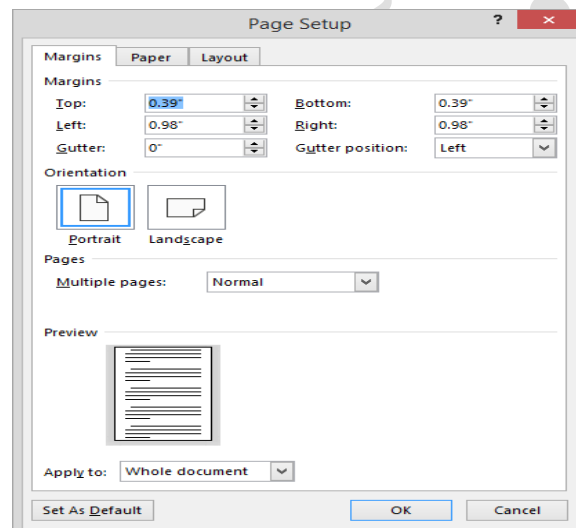 Page Setup ? ×
Margins Paper Layout
Margins
Top: 0.39" Bottom: 0.39"
Left: 0.98" Right: 0.98"
Gutter: 0" Gutter position: Left
Orientation
Portrait Landscape
Pages
Multiple pages: Normal
Preview
Apply to: Whole document
Set As Default OK Cancel